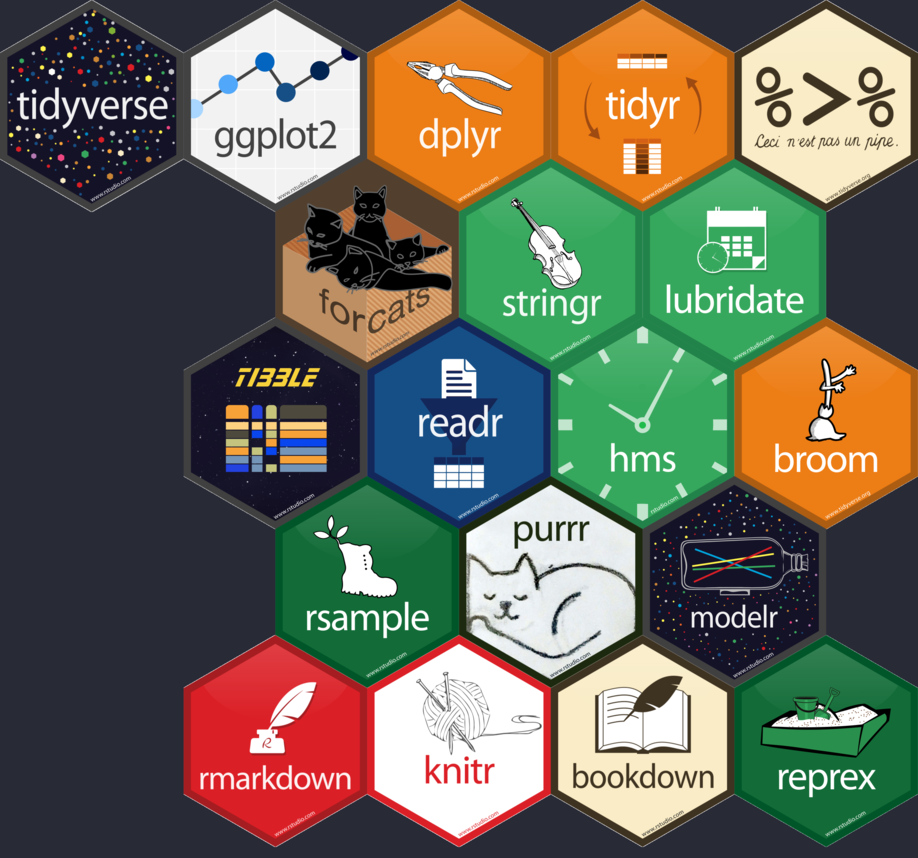 tidyverse
www.rstudio.com
ggplot2
www.rstudio.com
dplyr
tidyr
%>%
Ceci n'est pas un pipe.
www.tidyverse.org
forcats
stringr
www.rstudio.com
lubridate
www.rstudio.com
TIBBLE
www.rstudio.com
readr
hms
rstudio.com
broom
www.tidyverse.org
rsample
www.rstudio.com
purrr
www.rstudio.com
modelr
www.rstudio.com
rmarkdown
www.rstudio.com
knitr
www.rstudio.com
bookdown
www.rstudio.com
reprex
www.rstudio.com